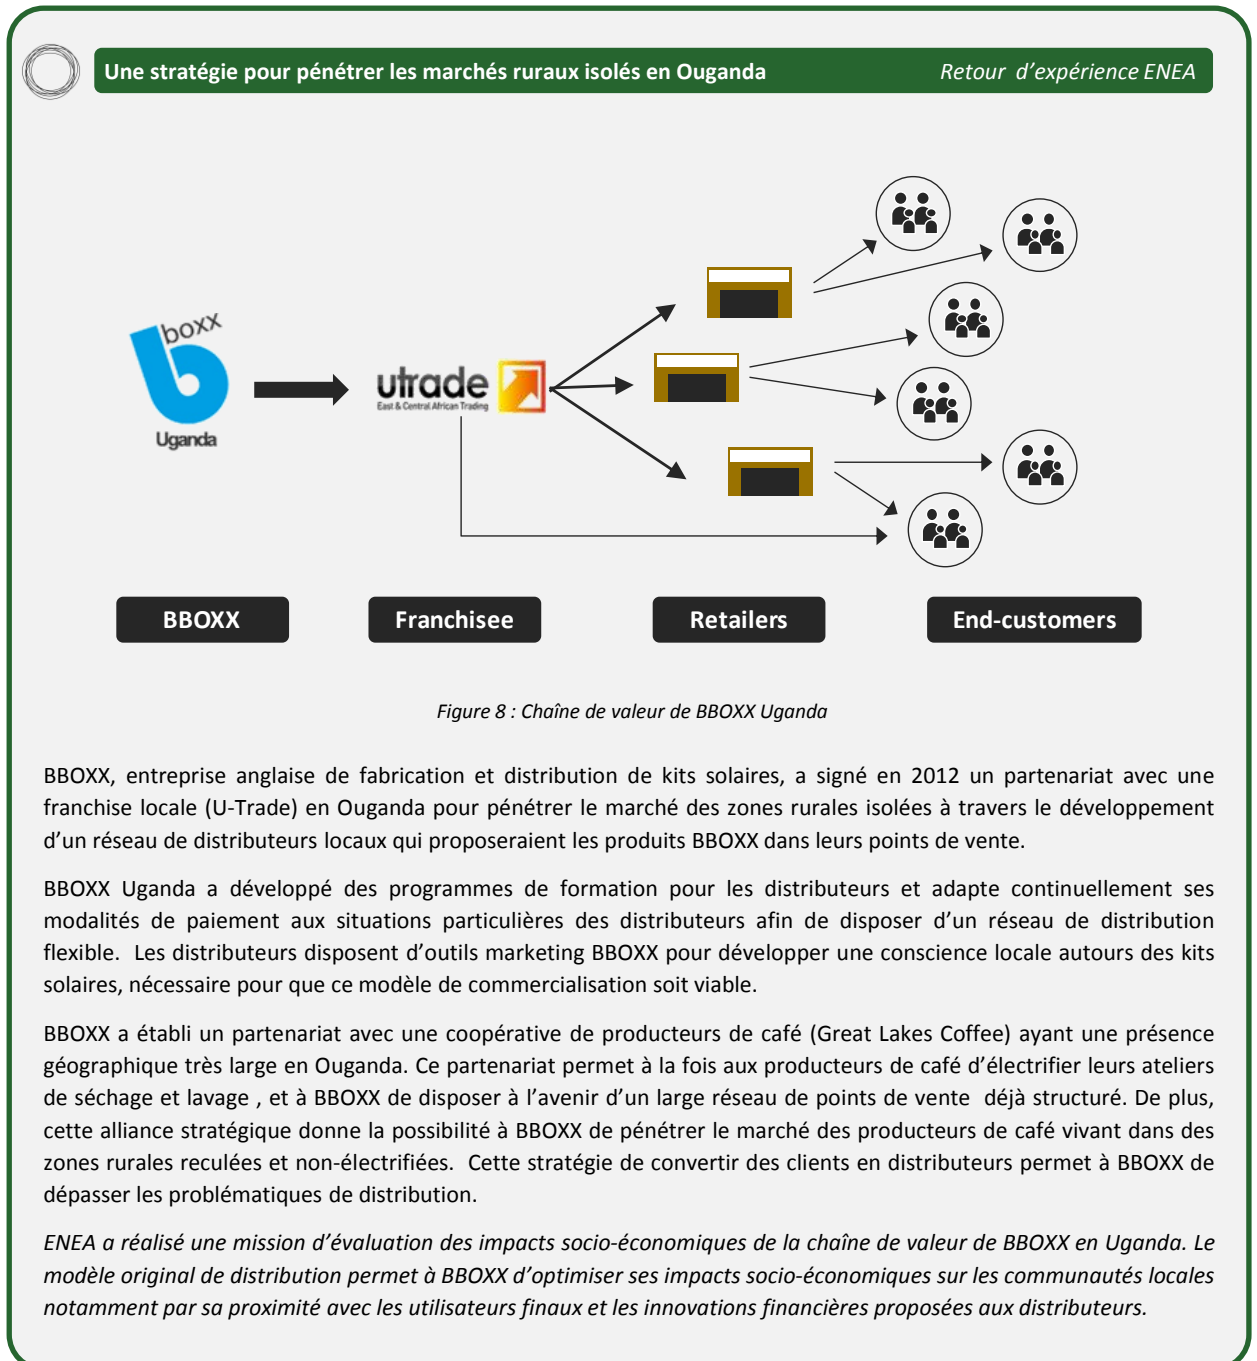 Une stratégie pour pénétrer les marchés ruraux isolés en Ouganda Retour d'expérience ENEA
boxx
b
Uganda
utrade
East & Central African Trading
BBOXX
Franchisee
Retailers
End-customers
Figure 8 : Chaîne de valeur de BBOXX Uganda
BBOXX, entreprise anglaise de fabrication et distribution de kits solaires, a signé en 2012 un partenariat avec une
franchise locale (U-Trade) en Ouganda pour pénétrer le marché des zones rurales isolées à travers le développement
d'un réseau de distributeurs locaux qui proposeraient les produits BBOXX dans leurs points de vente.
BBOXX Uganda a développé des programmes de formation pour les distributeurs et adapte continuellement ses
modalités de paiement aux situations particulières des distributeurs afin de disposer d'un réseau de distribution
flexible. Les distributeurs disposent d'outils marketing BBOXX pour développer une conscience locale autours des kits
solaires, nécessaire pour que ce modèle de commercialisation soit viable.
BBOXX a établi un partenariat avec une coopérative de producteurs de café (Great Lakes Coffee) ayant une présence
géographique très large en Ouganda. Ce partenariat permet à la fois aux producteurs de café d'électrifier leurs ateliers
de séchage et lavage , et à BBOXX de disposer à l'avenir d'un large réseau de points de vente déjà structuré. De plus,
cette alliance stratégique donne la possibilité à BBOXX de pénétrer le marché des producteurs de café vivant dans des
zones rurales reculées et non-électrifiées. Cette stratégie de convertir des clients en distributeurs permet à BBOXX de
dépasser les problématiques de distribution.
ENEA a réalisé une mission d'évaluation des impacts socio-économiques de la chaîne de valeur de BBOXX en Uganda. Le
modèle original de distribution permet à BBOXX d'optimiser ses impacts socio-économiques sur les communautés locales
notamment par sa proximité avec les utilisateurs finaux et les innovations financières proposées aux distributeurs.